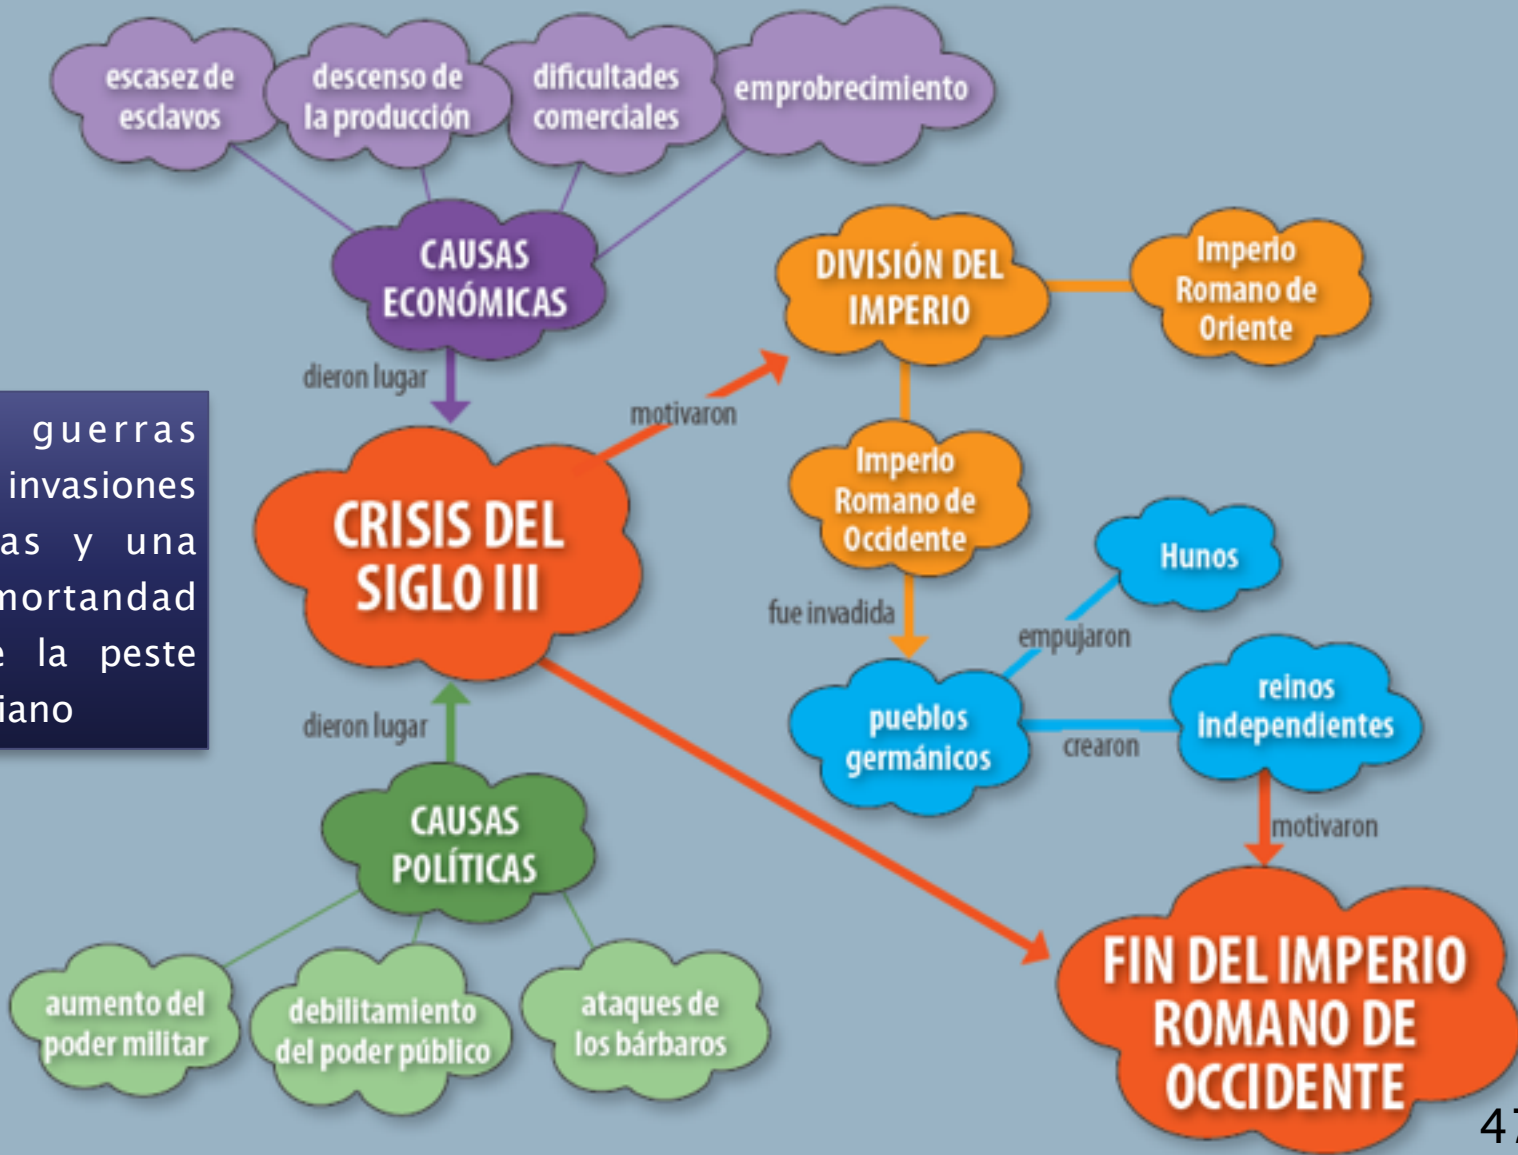 escasez de
esclavos
descenso de
la producción
dificultades
comerciales
emprobrecimiento
CAUSAS
ECONÓMICAS
dieron lugar
guerras
invasiones
y una
mortandad
la peste
CRISIS DEL
SIGLO III
dieron lugar
CAUSAS
POLÍTICAS
aumento del
poder militar
debilitamiento
del poder público
ataques de
los bárbaros
motivaron
DIVISIÓN DEL
IMPERIO
Imperio
Romano de
Oriente
Imperio
Romano de
Occidente
fue invadida
pueblos
germánicos
empujaron
Hunos
crearon
reinos
independientes
motivaron
FIN DEL IMPERIO
ROMANO DE
OCCIDENTE